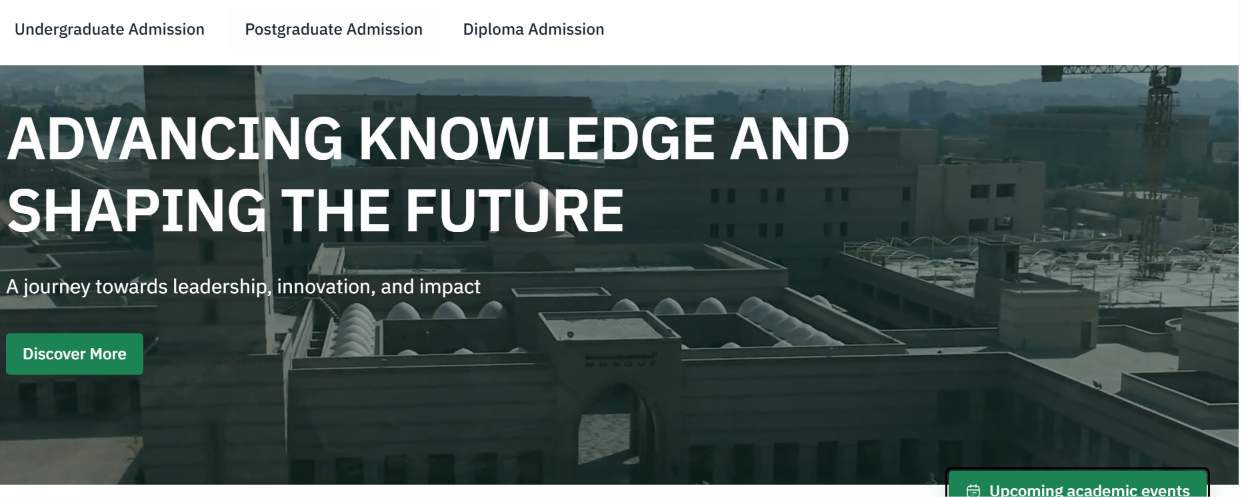 Undergraduate Admission
Postgraduate Admission
Diploma Admission
ADVANCING KNOWLEDGE AND
SHAPING THE FUTURE
A journey towards leadership, innovation, and impact
Discover More
MOSQUE
Upcoming academic events